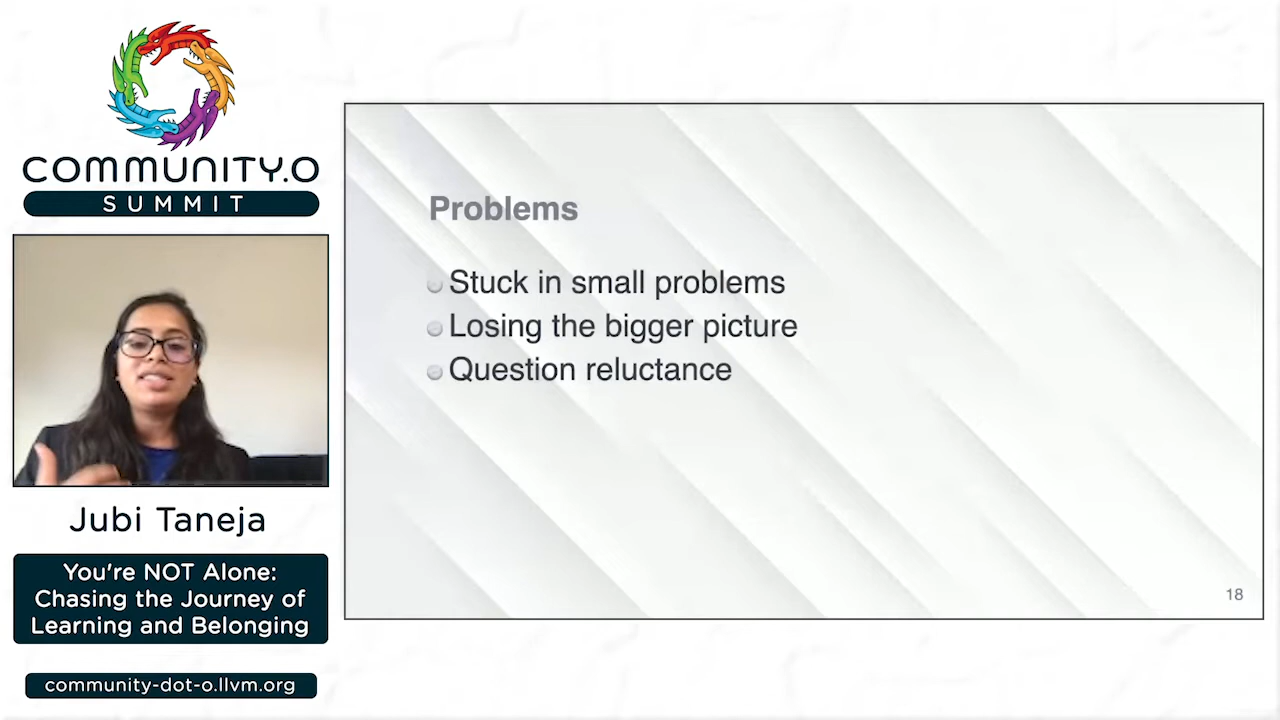 COMMUNITY.O
SUMMIT
Jubi Taneja
You're NOT Alone:
Chasing the Journey of
Learning and Belonging
community-dot-o.llvm.org
Problems
Stuck in small problems
Losing the bigger picture
Question reluctance
18